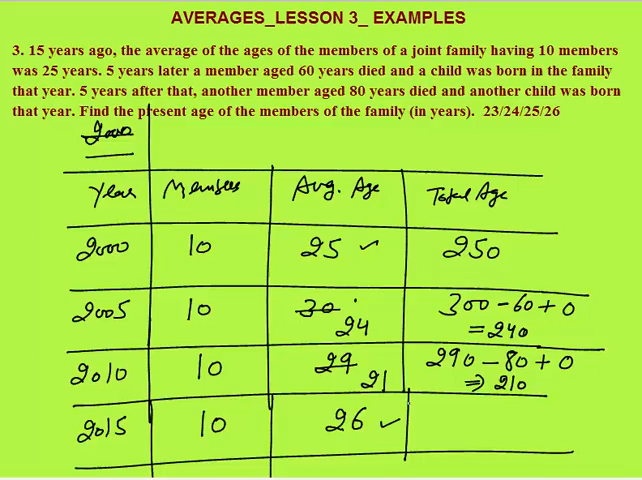 AVERAGES_LESSON 3_ EXAMPLES
3. 15 years ago, the average of the ages of the members of a joint family having 10 members
was 25 years. 5 years later a member aged 60 years died and a child was born in the family
that year. 5 years after that, another member aged 80 years died and another child was born
that year. Find the present age of the members of the family (in years).  23/24/25/26
2000
Year Members Avg. Age Total Age
2000 10 25 ✓ 250
2005 10 30 300 - 60 + 0
24 = 240
2010 10 29 290 - 80 + 0
21 ⇒ 210
2015 10 26 ✓